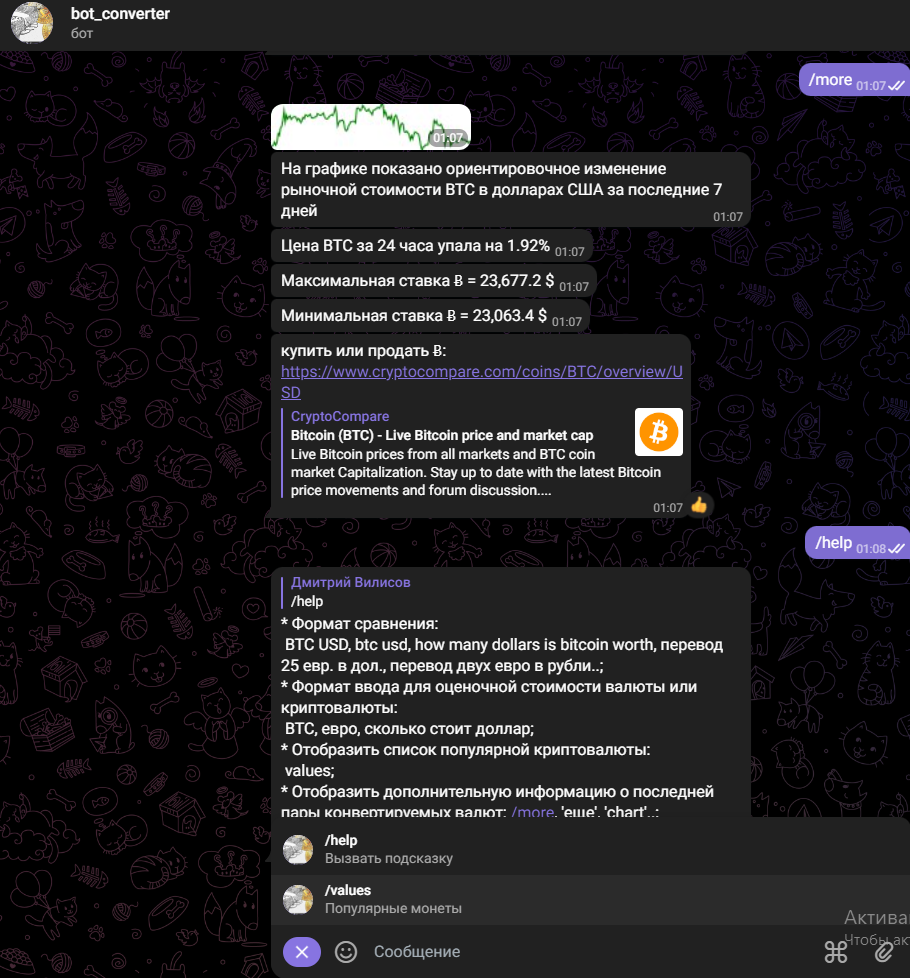 bot_converter
бот
/more 01:07
01:07
На графике показано ориентировочное изменение
рыночной стоимости BTC в долларах США за последние 7
дней
01:07
Цена BTC за 24 часа упала на 1.92% 01:07
Максимальная ставка Ƀ = 23,677.2 $ 01:07
Минимальная ставка Ƀ = 23,063.4 $ 01:07
купить или продать Ƀ:
https://www.cryptocompare.com/coins/BTC/overview/U
SD
CryptoCompare
Bitcoin (BTC) - Live Bitcoin price and market cap
Live Bitcoin prices from all markets and BTC coin
market Capitalization. Stay up to date with the latest Bitcoin
price movements and forum discussion....
01:07
/help 01:08
Дмитрий Вилисов
/help
* Формат сравнения:
BTC USD, btc usd, how many dollars is bitcoin worth, перевод
25 евр. в дол., перевод двух евро в рубли..;
* Формат ввода для оценочной стоимости валюты или
криптовалюты:
BTC, евро, сколько стоит доллар;
* Отобразить список популярной криптовалюты:
values;
* Отобразить дополнительную информацию о последней
пары конвертируемых валют: /more, 'еще', 'chart'..;
/help
Вызвать подсказку
/values
Популярные монеты
Актива
Чтобы ак
Сообщение